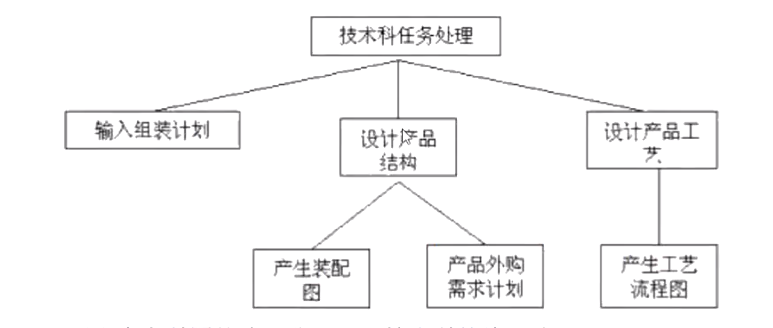 技术科任务处理
输入组装计划
设计产品
结构
设计产品工
艺
产生装配
图
产品外购
需求计划
产生工艺
流程图